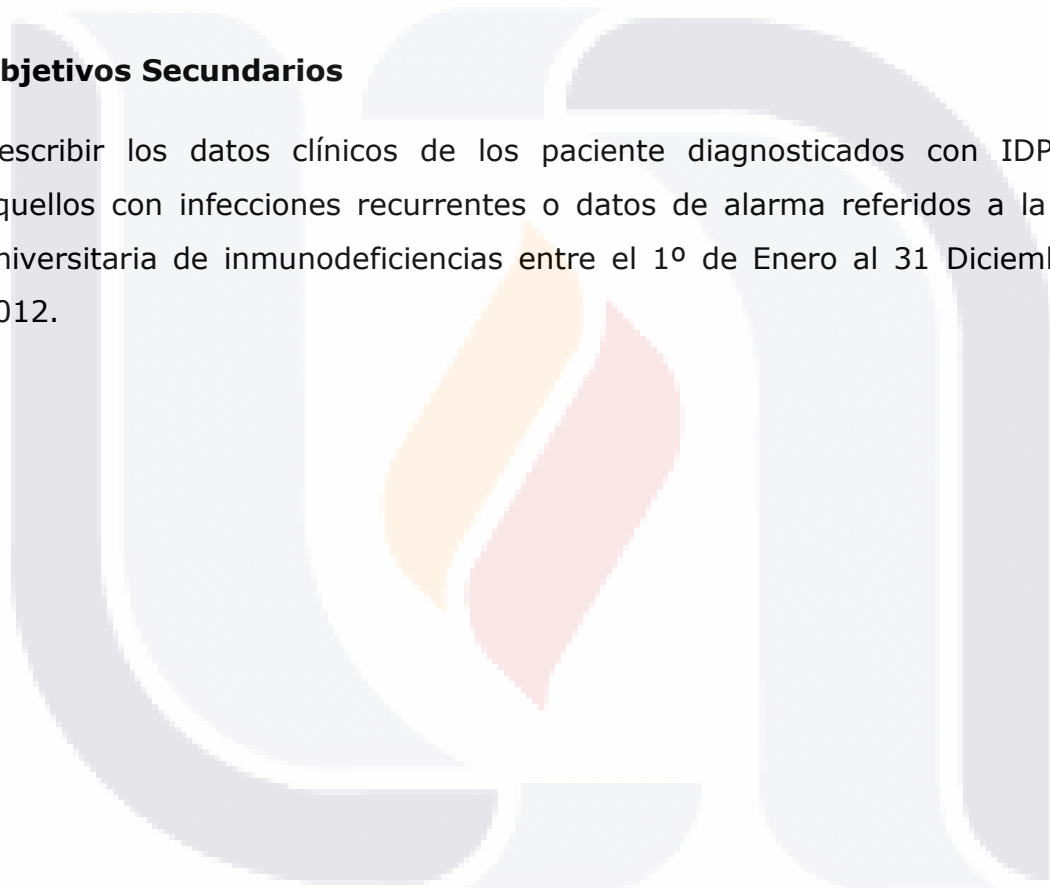 bjetivos Secundarios
escribir los datos clínicos de los paciente diagnosticados con IDP
quellos con infecciones recurrentes o datos de alarma referidos a la
niversitaria de inmunodeficiencias entre el 1º de Enero al 31 Diciemb
012.